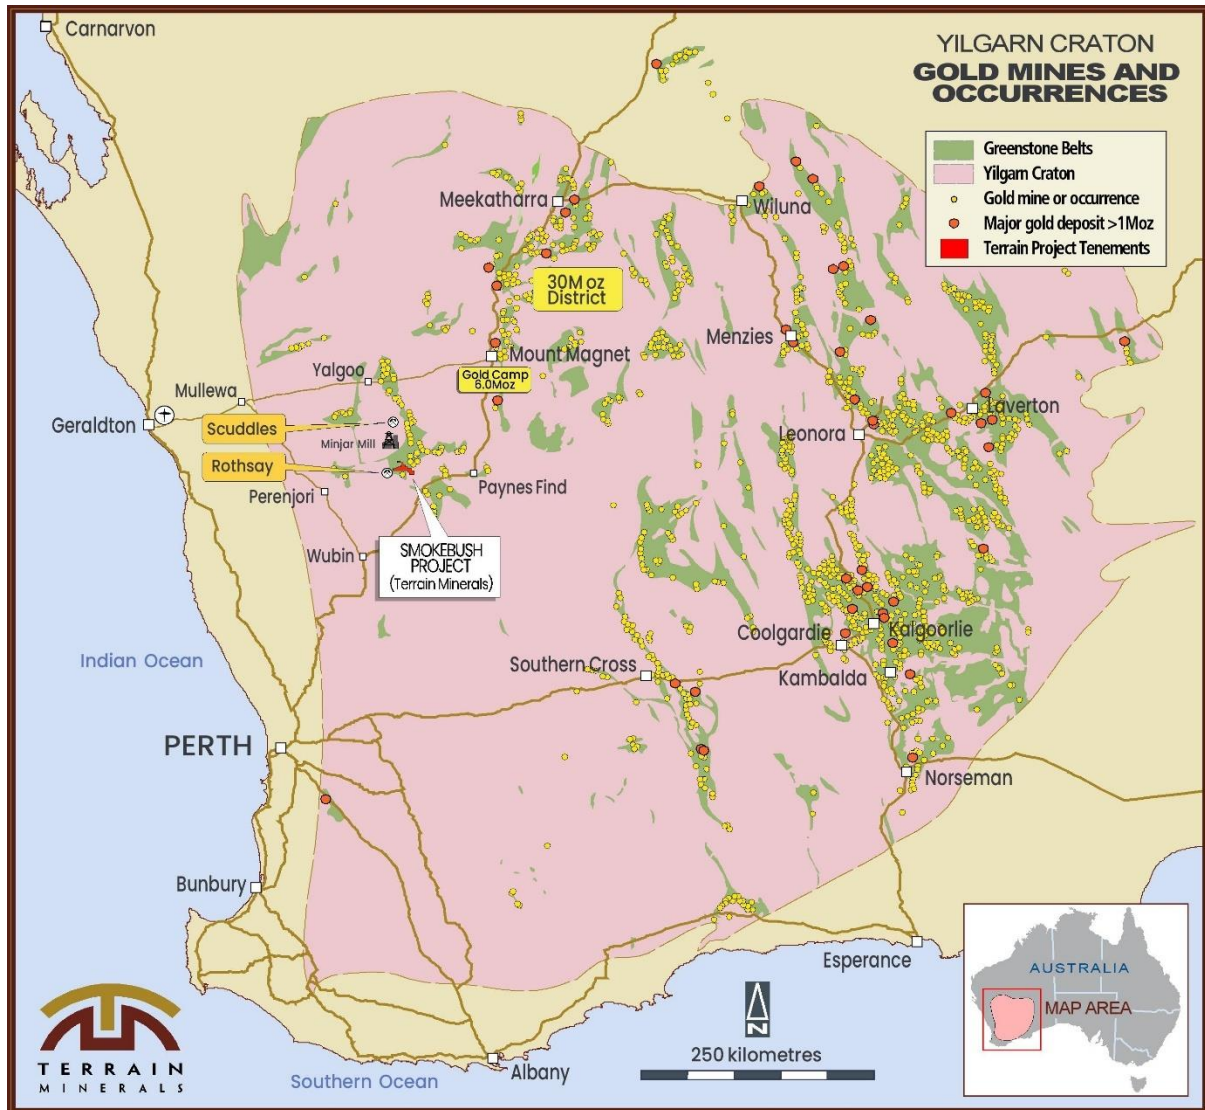 Carnarvon
YILGARN CRATON
GOLD MINES AND
OCCURRENCES
Greenstone Belts
Yilgarn Craton
Gold mine or occurrence
Major gold deposit >1Moz
Terrain Project Tenements
Meekatharra
Wiluna
30M oz
District
Menzies
Mount Magnet
Yalgoo
Gold Camp
6.0Moz
Mullewa
Laverton
Geraldton
Scuddles
Minjar Mill
Leonora
Rothsay
Perenjori
Paynes Find
Wubin
SMOKEBUSH
PROJECT
(Terrain Minerals)
Coolgardie
Kalgoorlie
Indian Ocean
Southern Cross
Kambalda
PERTH
Norseman
Bunbury
Esperance
AUSTRALIA
MAP AREA
N
250 kilometres
TERRAIN
MINERALS
Southern Ocean
Albany